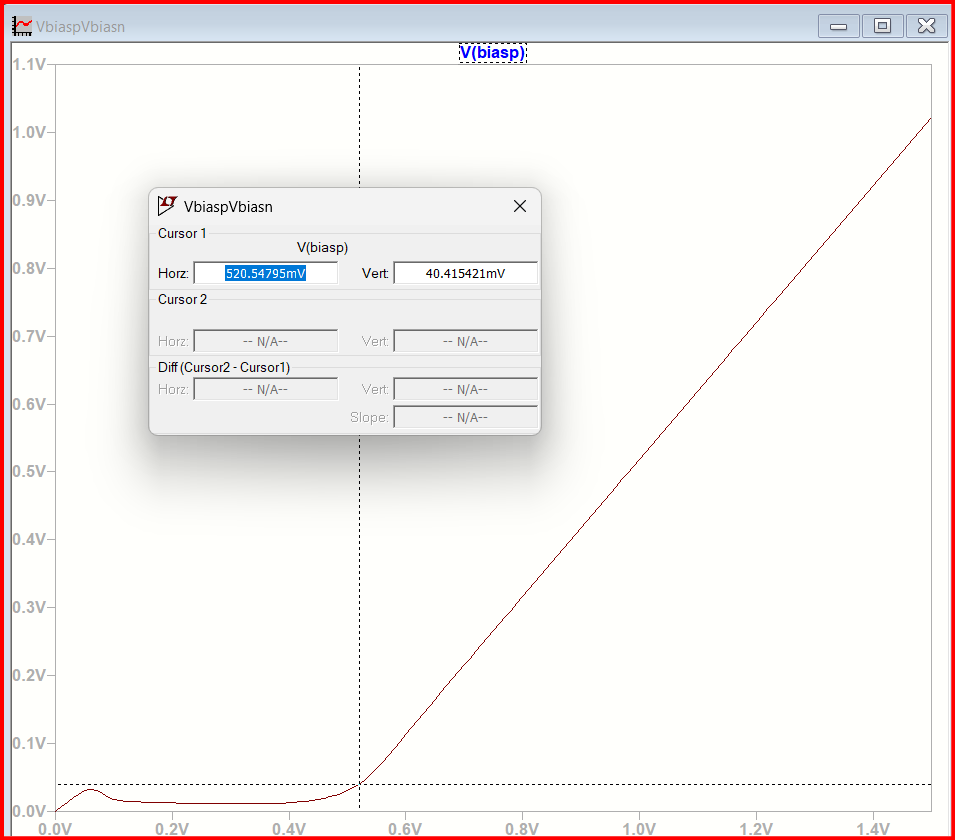 VbiaspVbiasn
V(biasp)
1.1V
1.0V
0.9V
0.8V
0.7V
0.6V
0.5V
0.4V
0.3V
0.2V
0.1V
0.0V
VbiaspVbiasn
Cursor 1
V(biasp)
Horz: 520.54795mV Vert: 40.415421mV
Cursor 2
Horz: -- N/A-- Vert: -- N/A--
Diff (Cursor2 - Cursor1)
Horz: -- N/A-- Vert: -- N/A--
Slope: -- N/A--
0.0V 0.2V 0.4V 0.6V 0.8V 1.0V 1.2V 1.4V